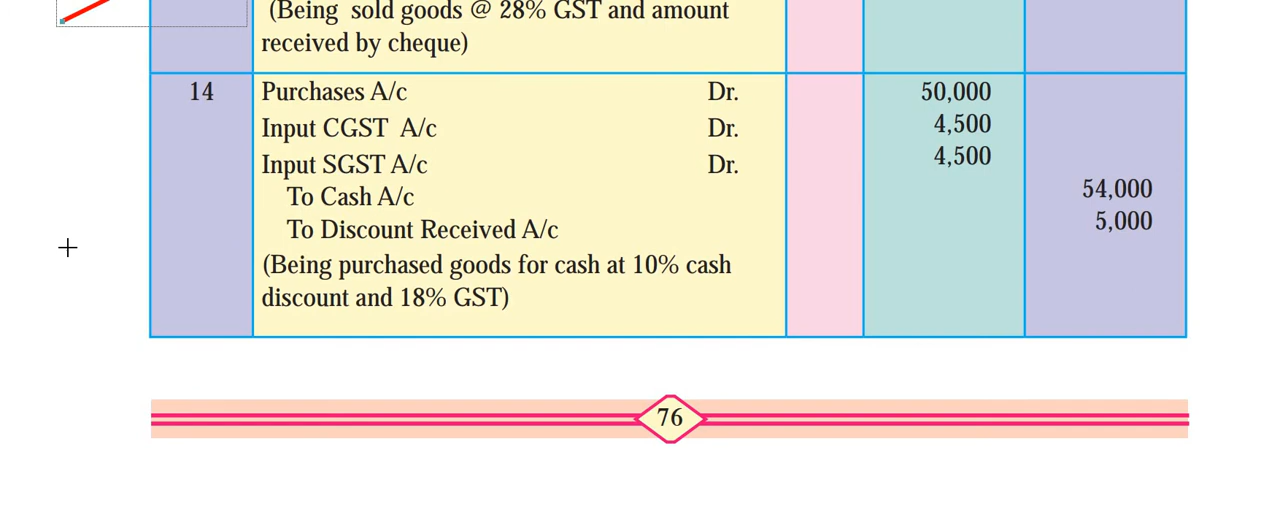 (Being sold goods @ 28% GST and amount
received by cheque)
14 Purchases A/c Dr. 50,000
Input CGST A/c Dr. 4,500
Input SGST A/c Dr. 4,500
To Cash A/c 54,000
To Discount Received A/c 5,000
(Being purchased goods for cash at 10% cash
discount and 18% GST)
76